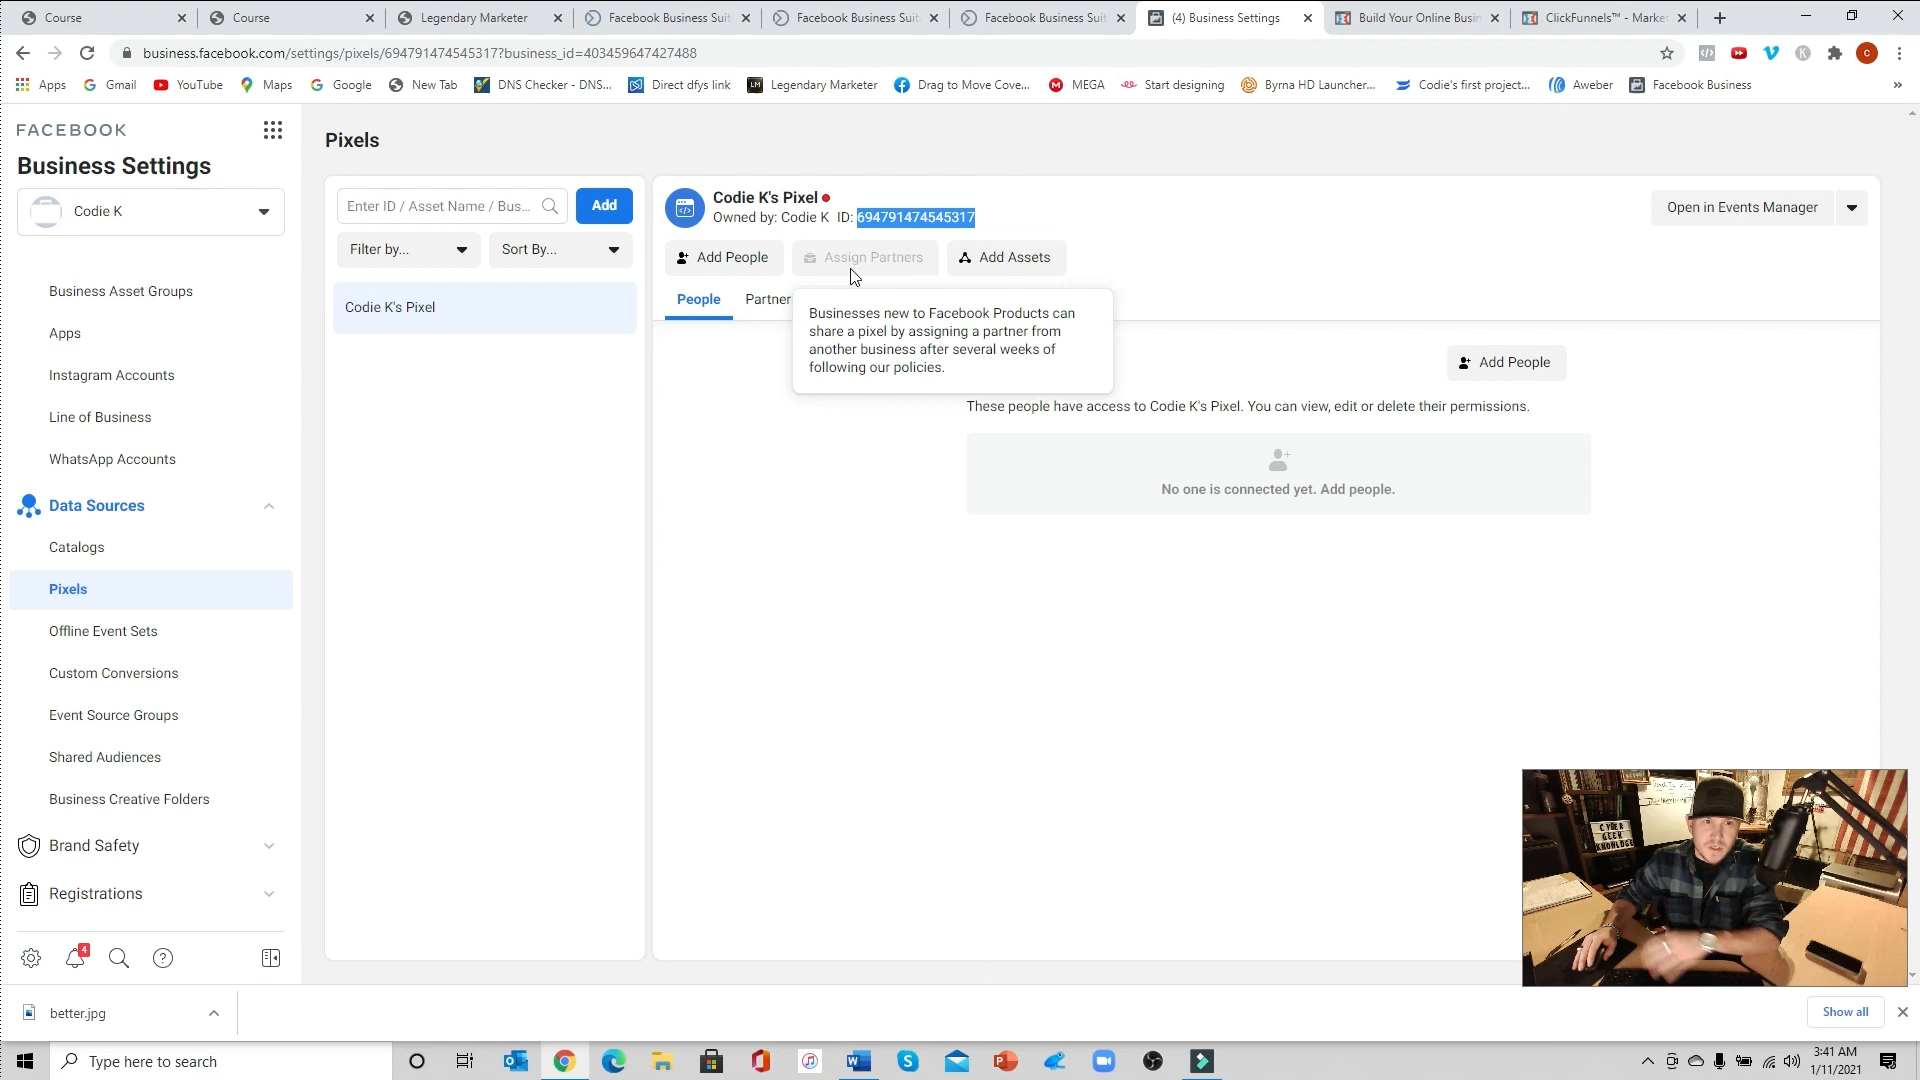 Course
Course
Legendary Marketer
Facebook Business Suit
Facebook Business Suit
Facebook Business Suit
(4) Business Settings
Build Your Online Busin
ClickFunnels™ - Market
business.facebook.com/settings/pixels/694791474545317?business_id=403459647427488
Apps
Gmail
YouTube
Maps
Google
New Tab
DNS Checker - DNS...
Direct dfys link
Legendary Marketer
Drag to Move Cove...
MEGA
Start designing
Byrna HD Launcher...
Codie's first project...
Aweber
Facebook Business
FACEBOOK
Business Settings
Codie K
Business Asset Groups
Apps
Instagram Accounts
Line of Business
WhatsApp Accounts
Data Sources
Catalogs
Pixels
Offline Event Sets
Custom Conversions
Event Source Groups
Shared Audiences
Business Creative Folders
Brand Safety
Registrations
4
Pixels
Enter ID / Asset Name / Bus...
Add
Filter by...
Sort By...
Codie K's Pixel
Codie K's Pixel
Owned by: Codie K ID: 694791474545317
Open in Events Manager
Add People
Assign Partners
Add Assets
People
Partner
Businesses new to Facebook Products can
share a pixel by assigning a partner from
another business after several weeks of
following our policies.
Add People
These people have access to Codie K's Pixel. You can view, edit or delete their permissions.
No one is connected yet. Add people.
CYBER
GEEK
KNOWLDGE
better.jpg
Show all
Type here to search
3:41 AM
1/11/2021